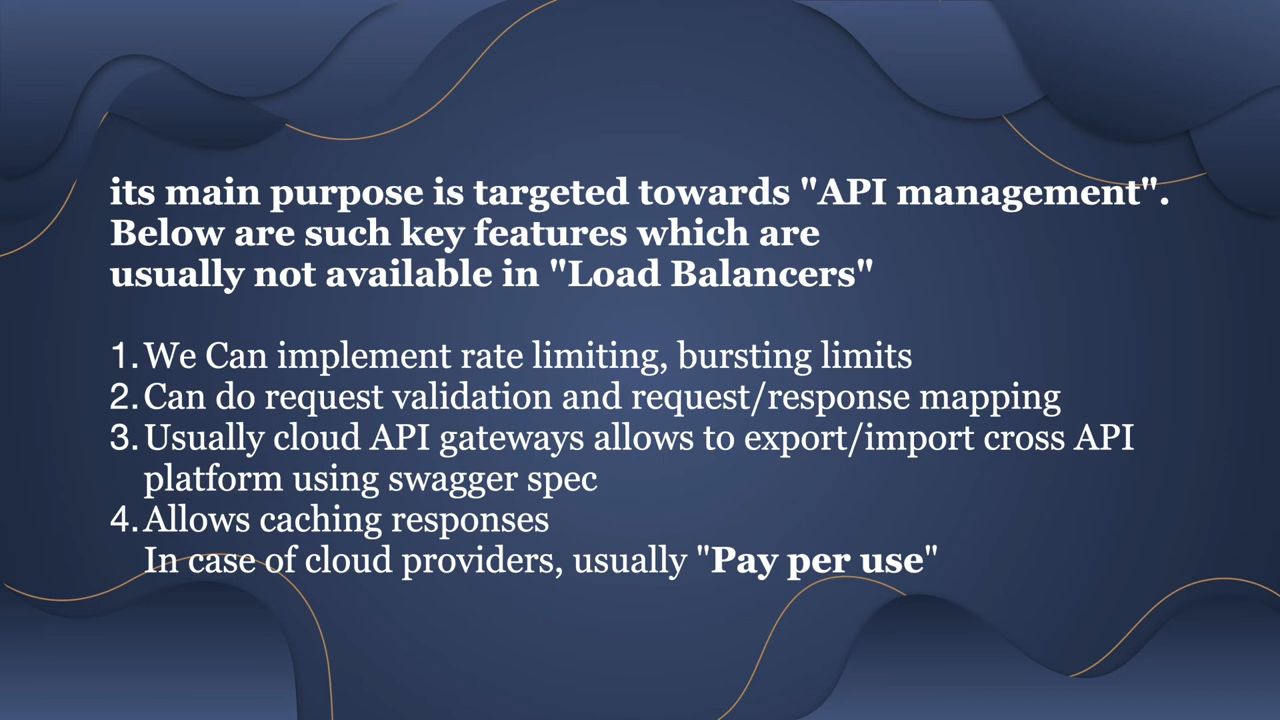 its main purpose is targeted towards "API management".
Below are such key features which are
usually not available in "Load Balancers"
1. We Can implement rate limiting, bursting limits
2. Can do request validation and request/response mapping
3. Usually cloud API gateways allows to export/import cross API
platform using swagger spec
4. Allows caching responses
In case of cloud providers, usually "Pay per use"